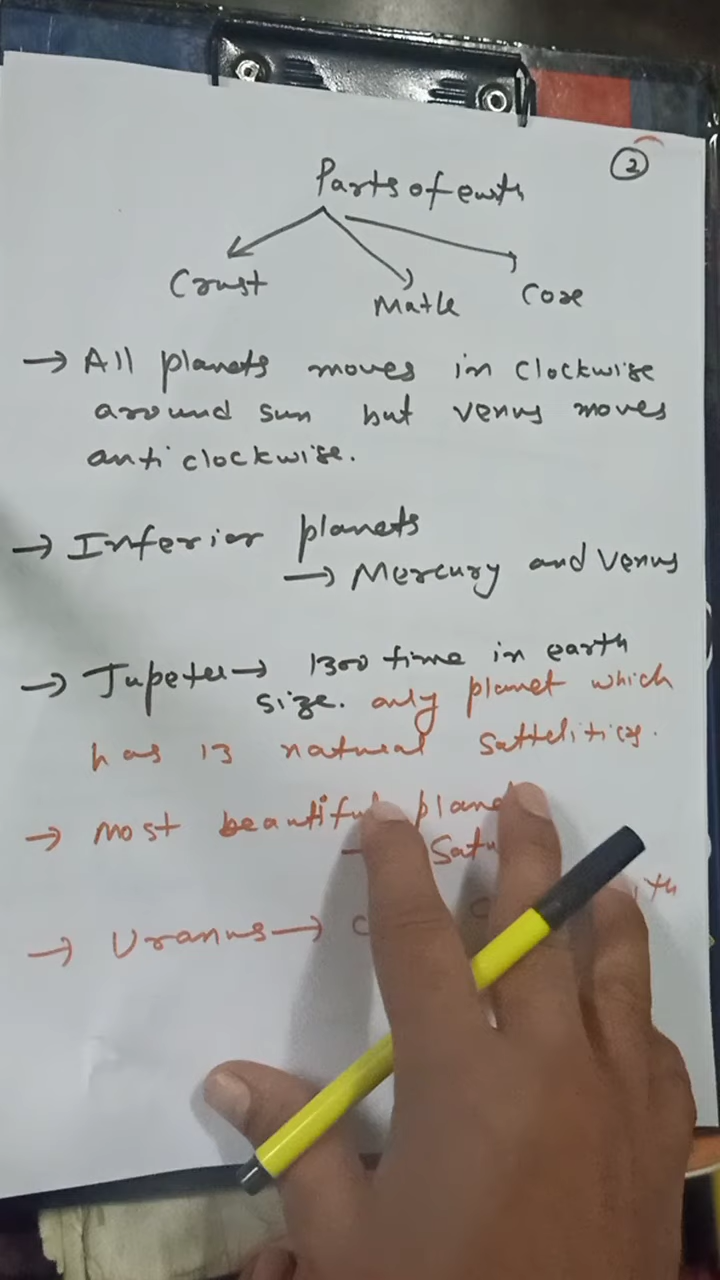 2
Parts of earth
Crust Matle Core
→ All planets moves in clockwise
around sun but venus moves
anti clockwise.
→ Inferior planets
→ Mercury and Venus
→ Jupeter → 1300 time in earth
size. only planet which
has 13 natural
→ most beautiful
→ Uranus →